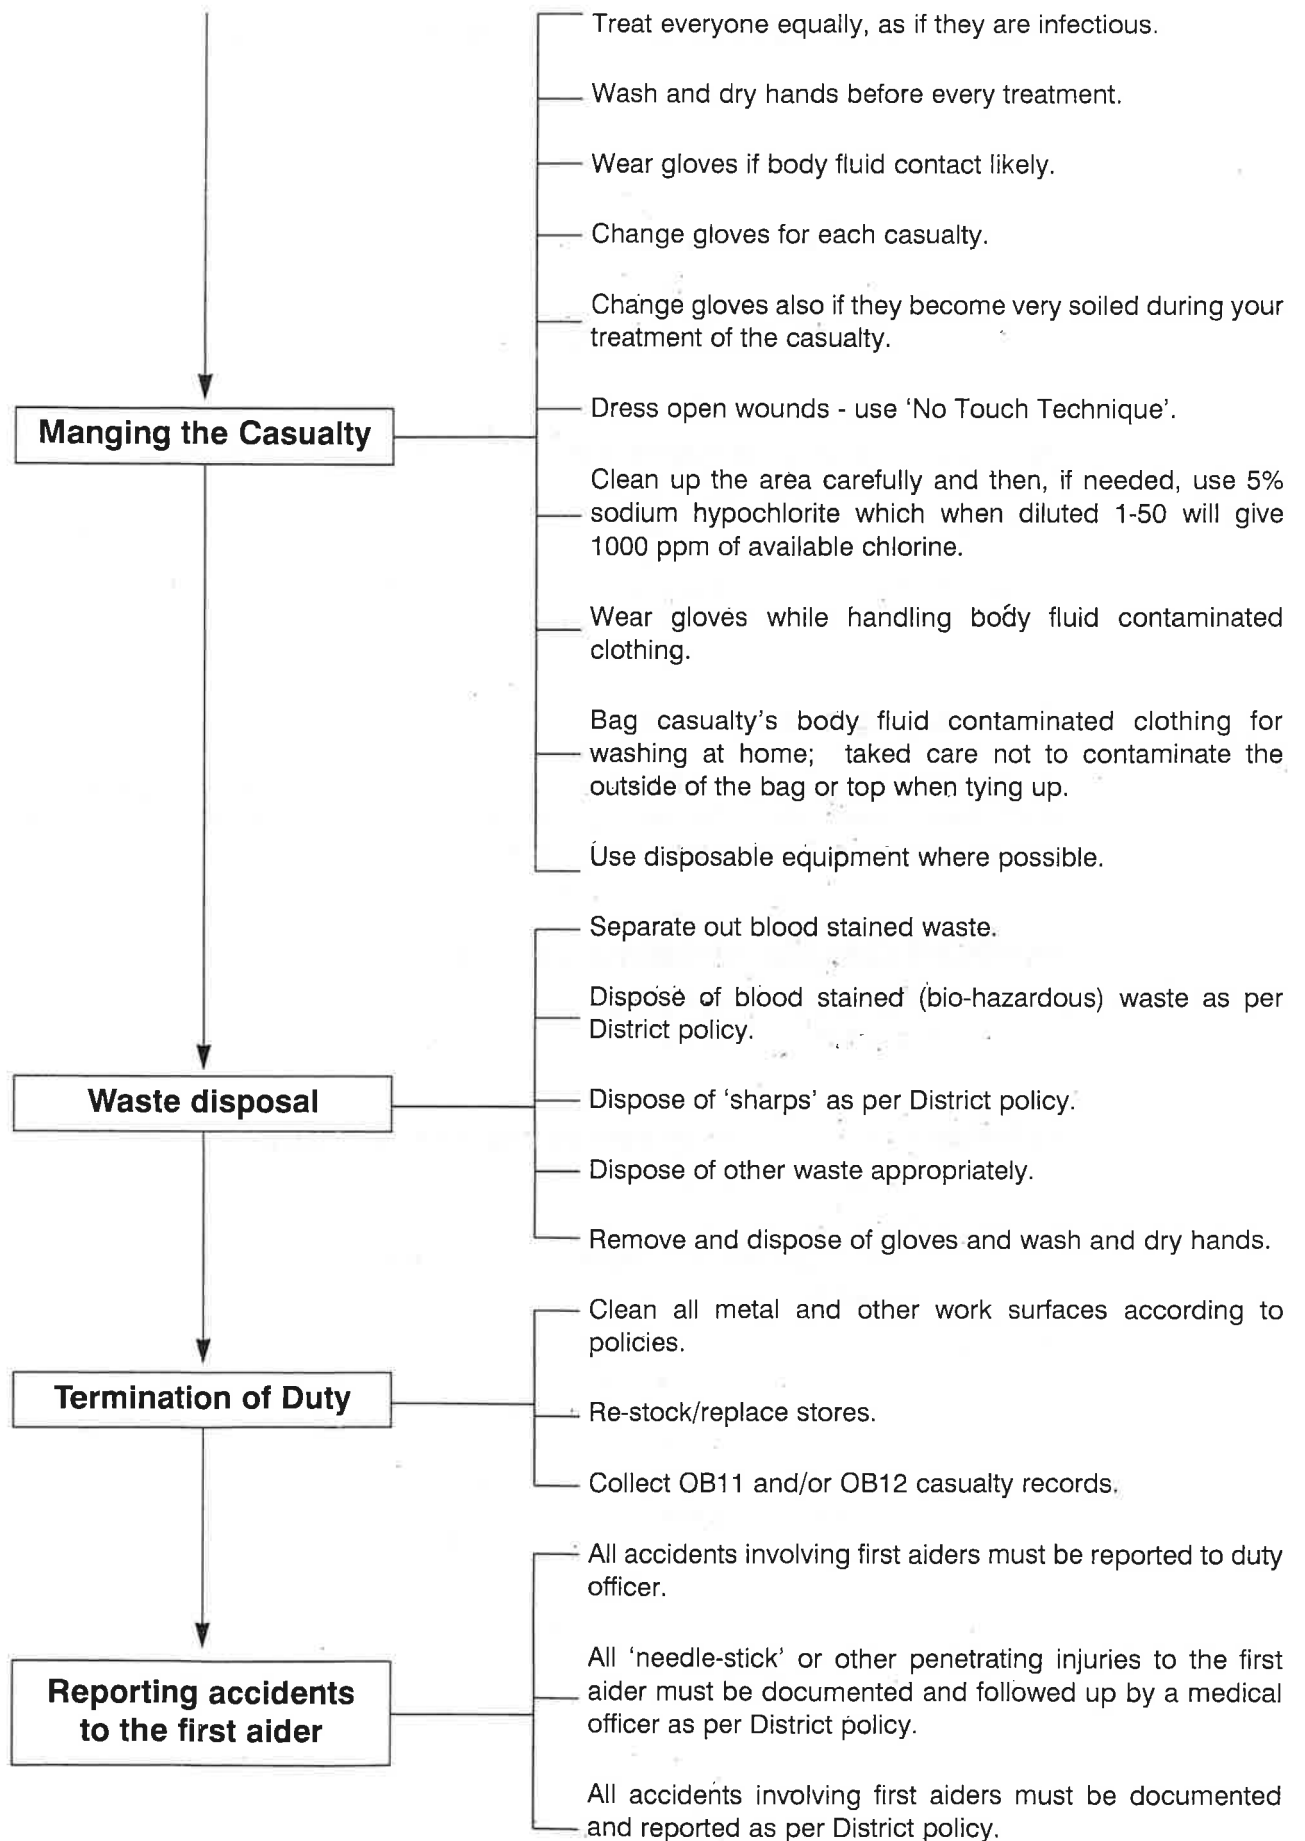 Treat everyone equally, as if they are infectious.
Wash and dry hands before every treatment.
Wear gloves if body fluid contact likely.
Change gloves for each casualty.
Change gloves also if they become very soiled during your
treatment of the casualty.
Manging the Casualty
Dress open wounds - use ‘No Touch Technique’.
Clean up the area carefully and then, if needed, use 5%
sodium hypochlorite which when diluted 1-50 will give
1000 ppm of available chlorine.
Wear gloves while handling body fluid contaminated
clothing.
Bag casualty’s body fluid contaminated clothing for
washing at home; taked care not to contaminate the
outside of the bag or top when tying up.
Use disposable equipment where possible.
Waste disposal
Separate out blood stained waste.
Dispose of blood stained (bio-hazardous) waste as per
District policy.
Dispose of ‘sharps’ as per District policy.
Dispose of other waste appropriately.
Remove and dispose of gloves and wash and dry hands.
Termination of Duty
Clean all metal and other work surfaces according to
policies.
Re-stock/replace stores.
Collect OB11 and/or OB12 casualty records.
Reporting accidents
to the first aider
All accidents involving first aiders must be reported to duty
officer.
All ‘needle-stick’ or other penetrating injuries to the first
aider must be documented and followed up by a medical
officer as per District policy.
All accidents involving first aiders must be documented
and reported as per District policy.